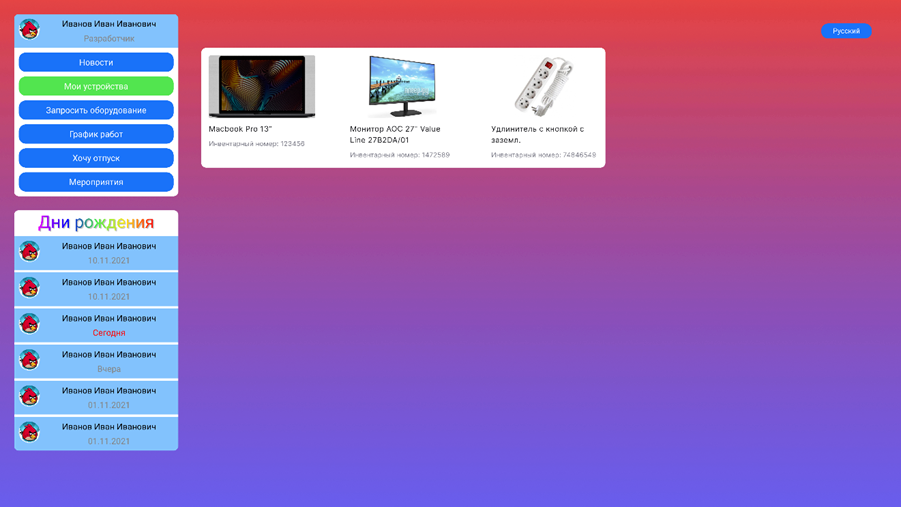 Иванов Иван Иванович
Разработчик
Новости
Мои устройства
Запросить оборудование
График работ
Хочу отпуск
Мероприятия
Дни рождения
Иванов Иван Иванович
10.11.2021
Иванов Иван Иванович
10.11.2021
Иванов Иван Иванович
Сегодня
Иванов Иван Иванович
Вчера
Иванов Иван Иванович
01.11.2021
Иванов Иван Иванович
01.11.2021
Русский
Macbook Pro 13"
Инвентарный номер: 123456
Монитор AOC 27" Value
Line 27B2DA/01
Инвентарный номер: 1472589
Удлинитель с кнопкой с
заземл.
Инвентарный номер: 74846549